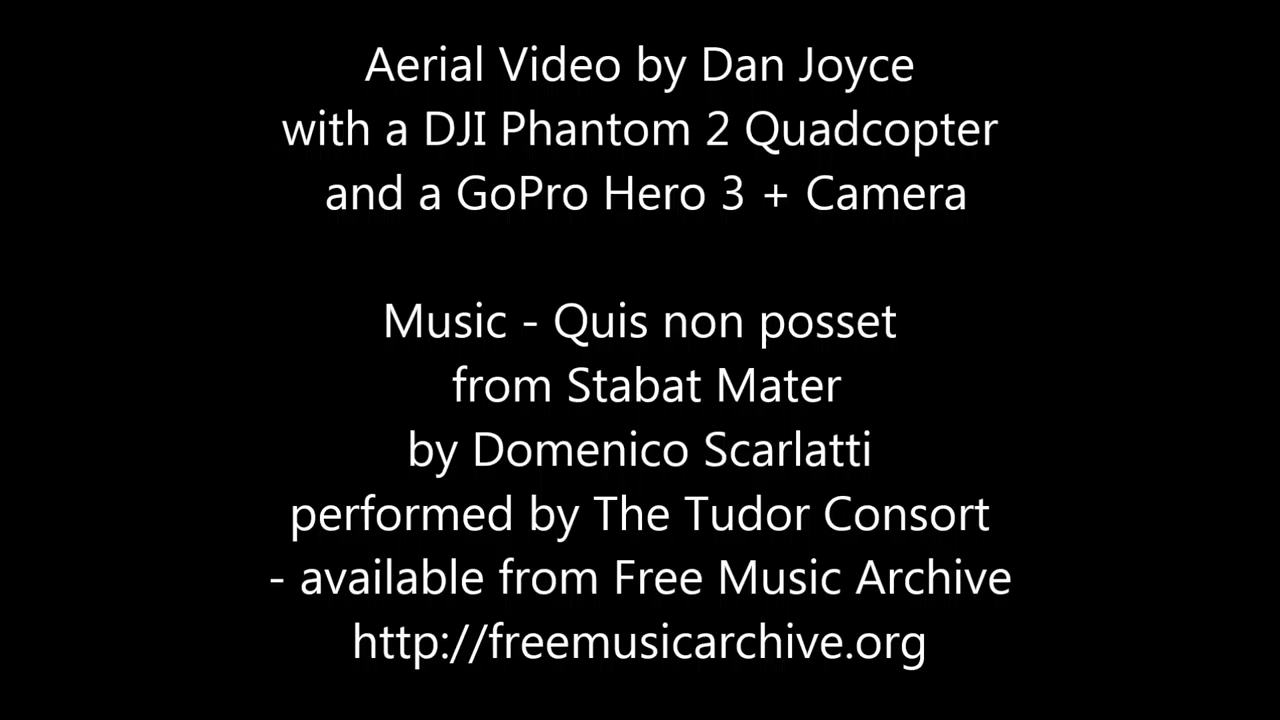 Aerial Video by Dan Joyce
with a DJI Phantom 2 Quadcopter
and a GoPro Hero 3 + Camera
Music - Quis non posset
from Stabat Mater
by Domenico Scarlatti
performed by The Tudor Consort
- available from Free Music Archive
http://freemusicarchive.org